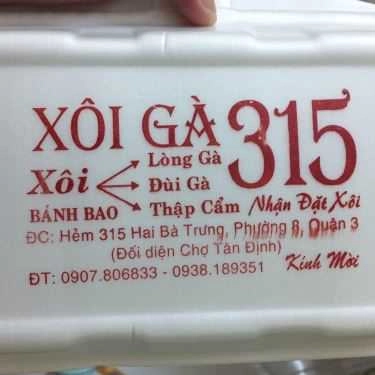 XÔI GÀ 315
Xôi
Lòng Gà
Đùi Gà
Thập Cẩm
BÁNH BAO
Nhận Đặt Xôi
ĐC: Hẻm 315 Hai Bà Trưng, Phường 8, Quận 3
(Đối diện Chợ Tân Định)
ĐT: 0907.806833 - 0938.189351
Kính Mời